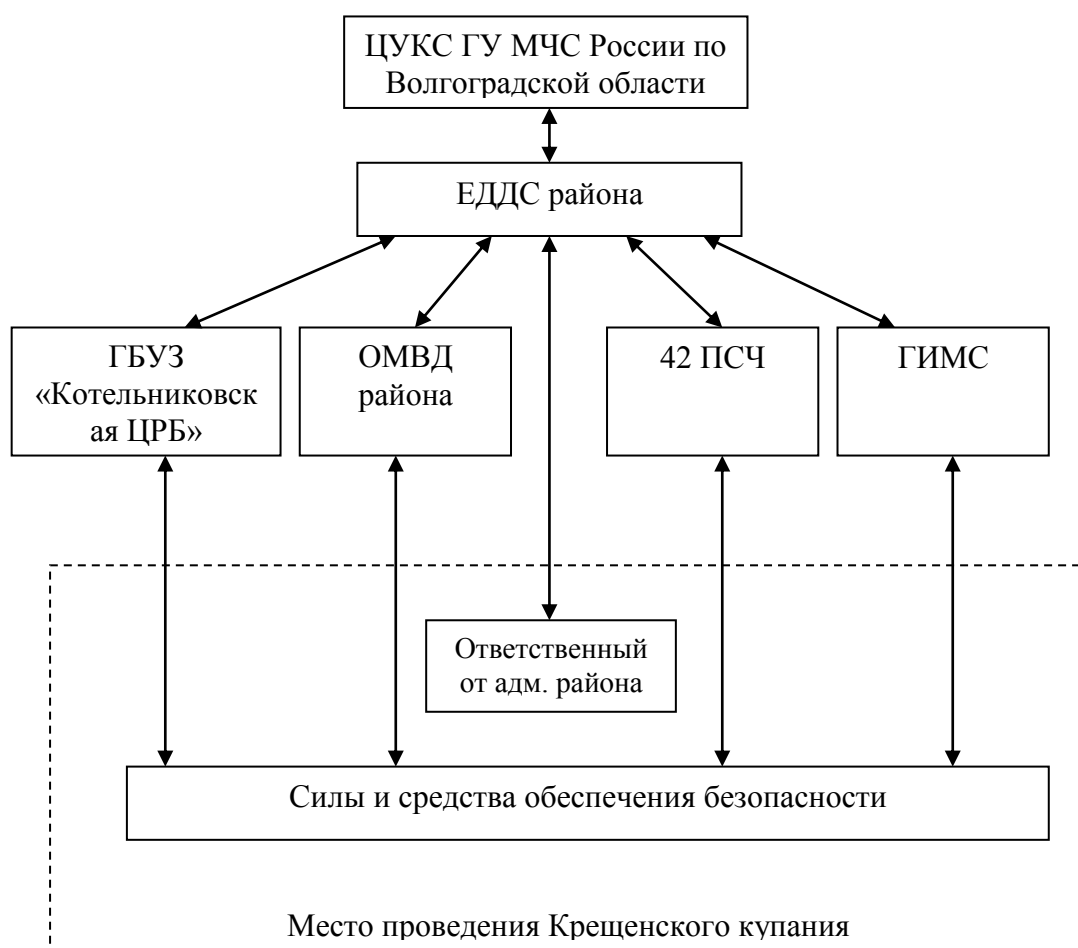 ЦУКС ГУ МЧС России по
Волгоградской области
ЕДДС района
ГБУЗ
«Котельниковск
ая ЦРБ»
ОМВД
района
42 ПСЧ
ГИМС
Ответственный
от адм. района
Силы и средства обеспечения безопасности
Место проведения Крещенского купания